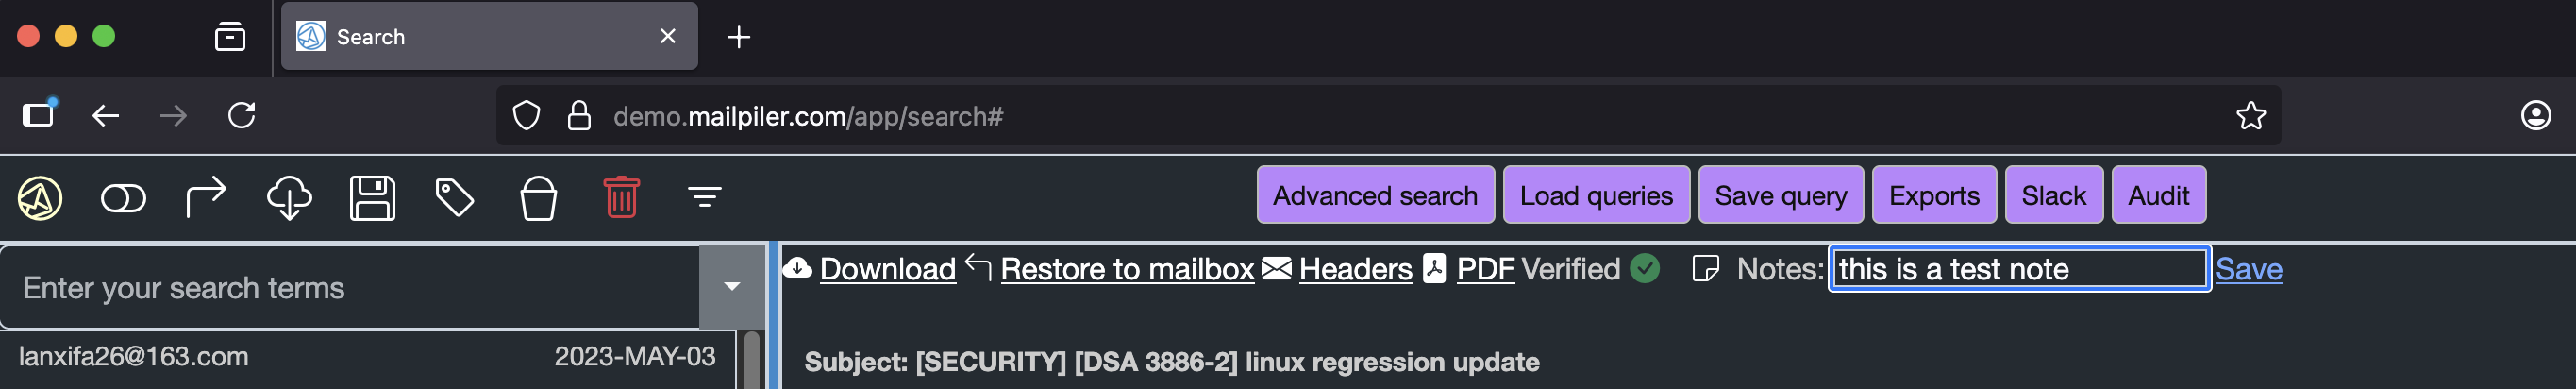 Search
demo.mailpiler.com/app/search#
Advanced search Load queries Save query Exports Slack Audit
Enter your search terms
Download Restore to mailbox Headers PDF Verified Notes: this is a test note Save
lanxifa26@163.com 2023-MAY-03
Subject: [SECURITY] [DSA 3886-2] linux regression update